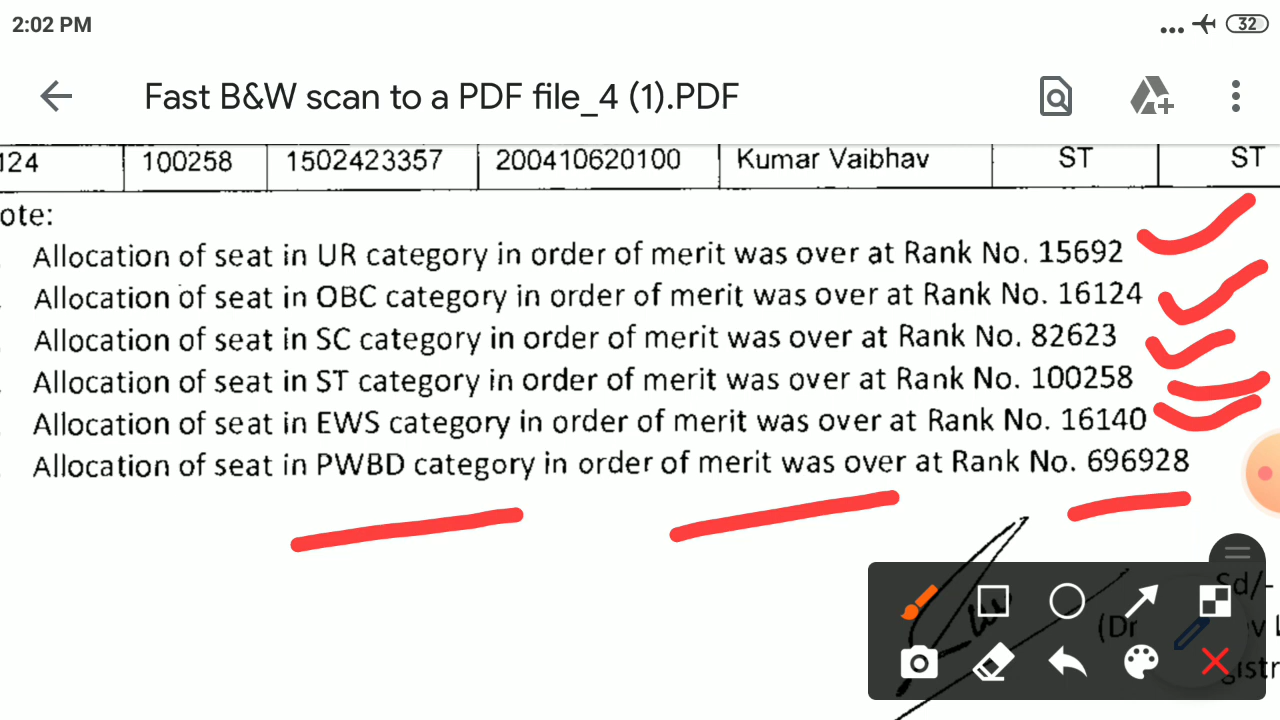 2:02 PM
32
Fast B&W scan to a PDF file_4 (1).PDF
124 100258 1502423357 200410620100 Kumar Vaibhav ST ST
ote:
Allocation of seat in UR category in order of merit was over at Rank No. 15692
Allocation of seat in OBC category in order of merit was over at Rank No. 16124
Allocation of seat in SC category in order of merit was over at Rank No. 82623
Allocation of seat in ST category in order of merit was over at Rank No. 100258
Allocation of seat in EWS category in order of merit was over at Rank No. 16140
Allocation of seat in PWBD category in order of merit was over at Rank No. 696928
Sd/-
(Dr
gistr